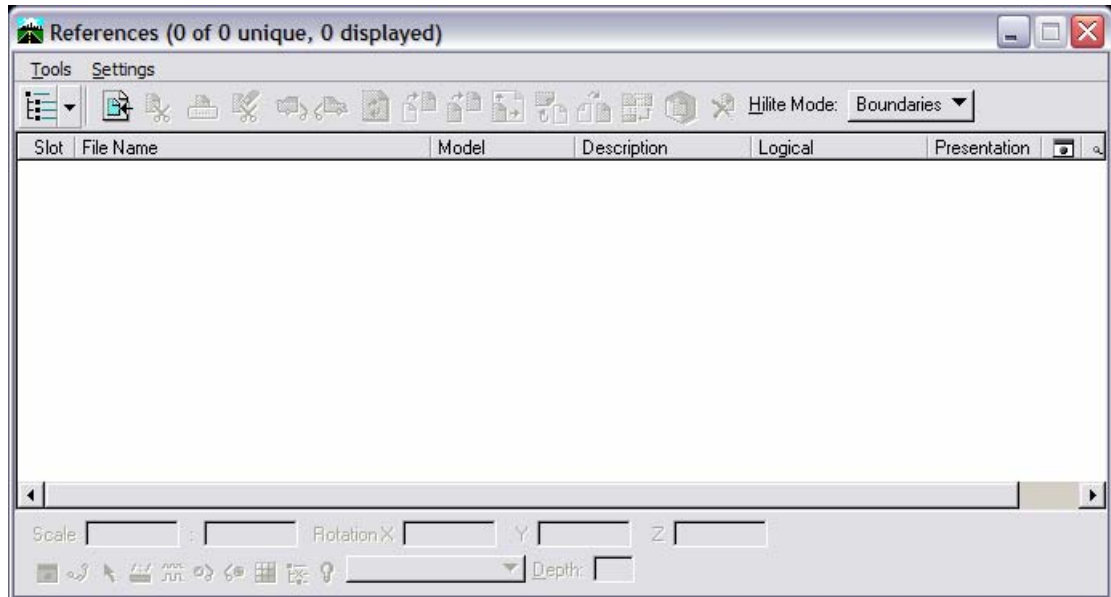 References (0 of 0 unique, 0 displayed)
Tools Settings
Hilite Mode: Boundaries
Slot File Name Model Description Logical Presentation
Scale : Rotation X Y Z
Depth: